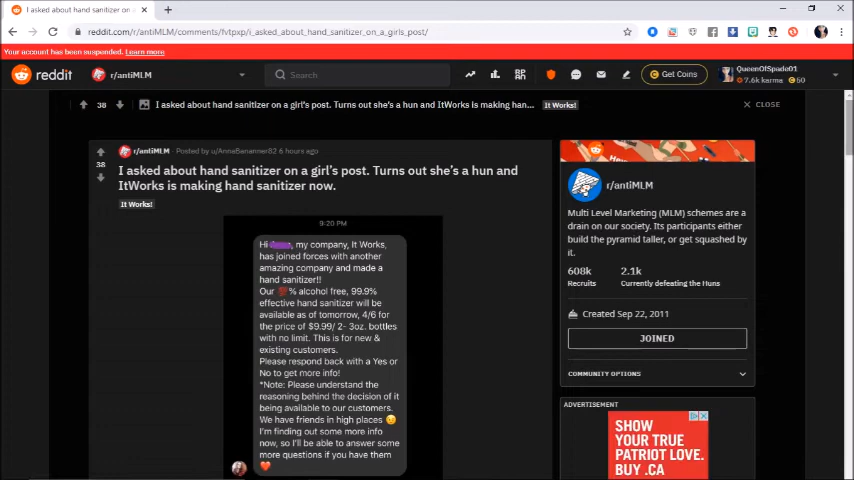 I asked about hand sanitizer on a
reddit.com/r/antiMLM/comments/fvtpxp/i_asked_about_hand_sanitizer_on_a_girls_post/
Your account has been suspended. Learn more
reddit
r/antiMLM
Search
Get Coins
QueenOfSpade01
7.6k karma 50
38
I asked about hand sanitizer on a girl's post. Turns out she's a hun and ItWorks is making han...
It Works!
CLOSE
r/antiMLM · Posted by u/AnnaBananner82 6 hours ago
38
I asked about hand sanitizer on a girl's post. Turns out she's a hun and
ItWorks is making hand sanitizer now.
It Works!
9:20 PM
Hi , my company, It Works,
has joined forces with another
amazing company and made a
hand sanitizer!!
Our 💯% alcohol free, 99.9%
effective hand sanitizer will be
available as of tomorrow, 4/6 for
the price of $9.99/ 2- 3oz. bottles
with no limit. This is for new &
existing customers.
Please respond back with a Yes or
No to get more info!
*Note: Please understand the
reasoning behind the decision of it
being available to our customers.
We have friends in high places 😉
I'm finding out some more info
now, so I'll be able to answer some
more questions if you have them
❤️
r/antiMLM
Multi Level Marketing (MLM) schemes are a
drain on our society. Its participants either
build the pyramid taller, or get squashed by
it.
608k
Recruits
2.1k
Currently defeating the Huns
Created Sep 22, 2011
JOINED
COMMUNITY OPTIONS
ADVERTISEMENT
SHOW
YOUR TRUE
PATRIOT LOVE.
BUY .CA